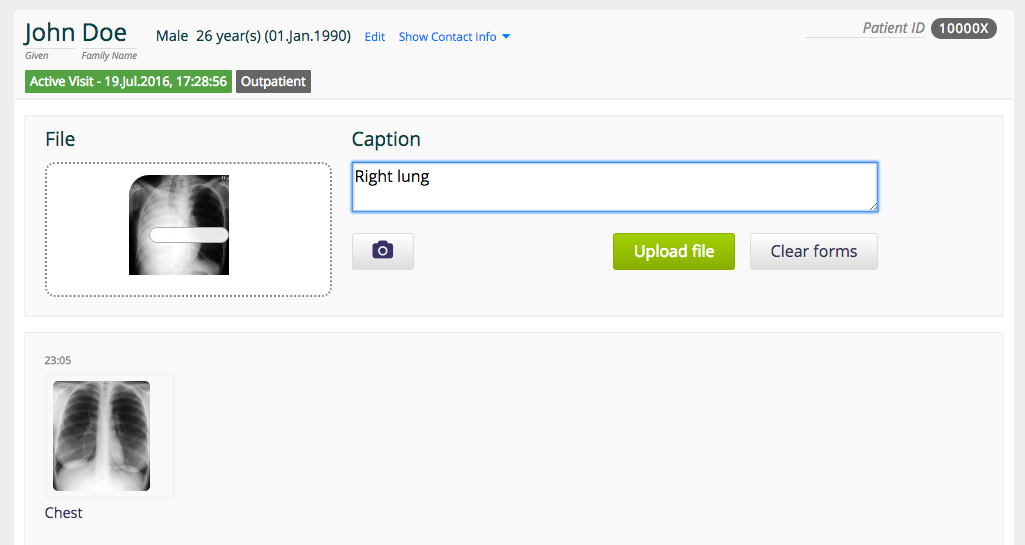 John Doe Male 26 year(s) (01.Jan.1990) Edit Show Contact Info Patient ID 10000X
Given Family Name
Active Visit - 19.Jul.2016, 17:28:56 Outpatient
File Caption
Right lung
Upload file Clear forms
23:05
Chest